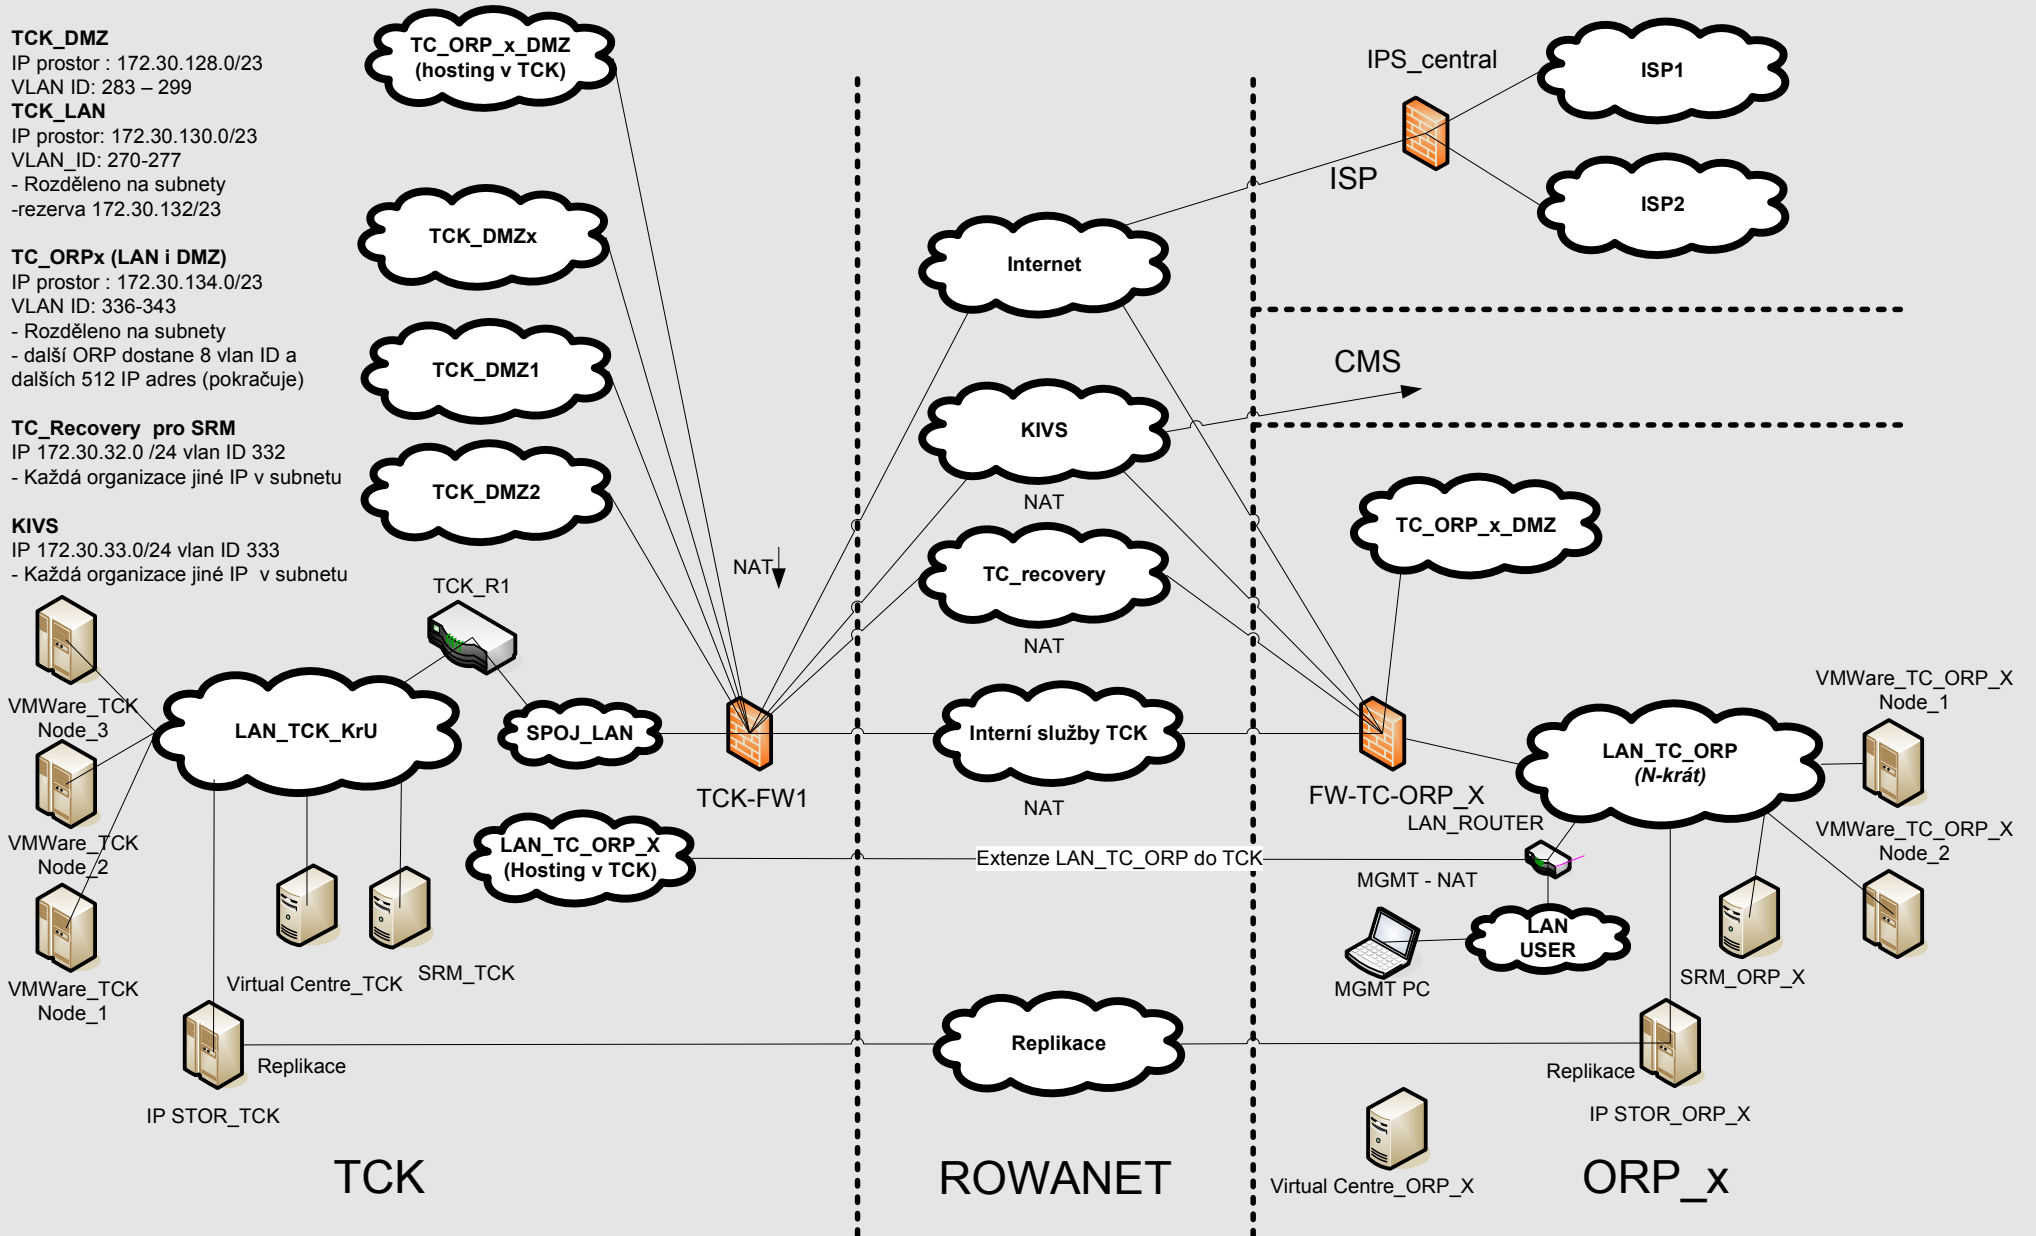 TCK_DMZ
IP prostor : 172.30.128.0/23
VLAN ID: 283 – 299
TCK_LAN
IP prostor: 172.30.130.0/23
VLAN_ID: 270-277
- Rozděleno na subnety
-rezerva 172.30.132/23
TC_ORPx (LAN i DMZ)
IP prostor : 172.30.134.0/23
VLAN ID: 336-343
- Rozděleno na subnety
- další ORP dostane 8 vlan ID a
dalších 512 IP adres (pokračuje)
TC_Recovery  pro SRM
IP 172.30.32.0 /24 vlan ID 332
- Každá organizace jiné IP v subnetu
KIVS
IP 172.30.33.0/24 vlan ID 333
- Každá organizace jiné IP  v subnetu
TC_ORP_x_DMZ
(hosting v TCK)
TCK_DMZx
TCK_DMZ1
TCK_DMZ2
NAT
TCK_R1
VMWare_TCK
Node_3
VMWare_TCK
Node_2
VMWare_TCK
Node_1
LAN_TCK_KrU
SPOJ_LAN
TCK-FW1
LAN_TC_ORP_X
(Hosting v TCK)
Virtual Centre_TCK
SRM_TCK
Replikace
IP STOR_TCK
TCK
Internet
KIVS
NAT
TC_recovery
NAT
Interní služby TCK
NAT
Extenze LAN_TC_ORP do TCK
Replikace
ROWANET
IPS_central
ISP
ISP1
ISP2
CMS
TC_ORP_x_DMZ
FW-TC-ORP_X
LAN_TC_ORP
(N-krát)
VMWare_TC_ORP_X
Node_1
VMWare_TC_ORP_X
Node_2
LAN_ROUTER
MGMT - NAT
LAN
USER
MGMT PC
SRM_ORP_X
Replikace
IP STOR_ORP_X
Virtual Centre_ORP_X
ORP_x